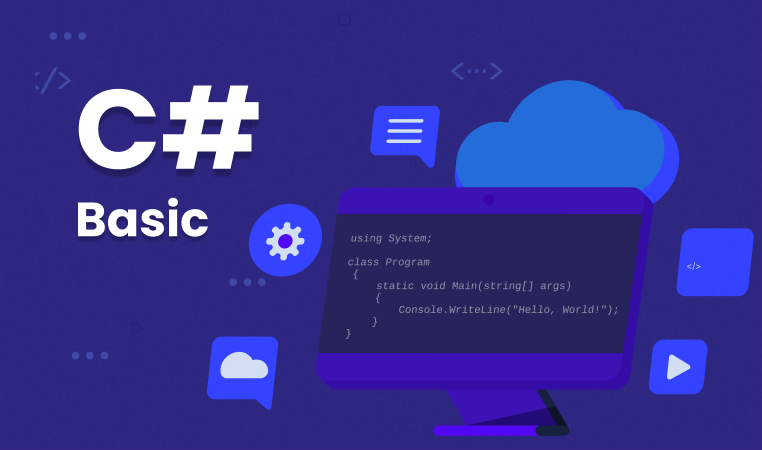 C#
Basic
using System;
class Program
{
static void Main(string[] args)
{
Console.WriteLine("Hello, World!");
}
}
</>